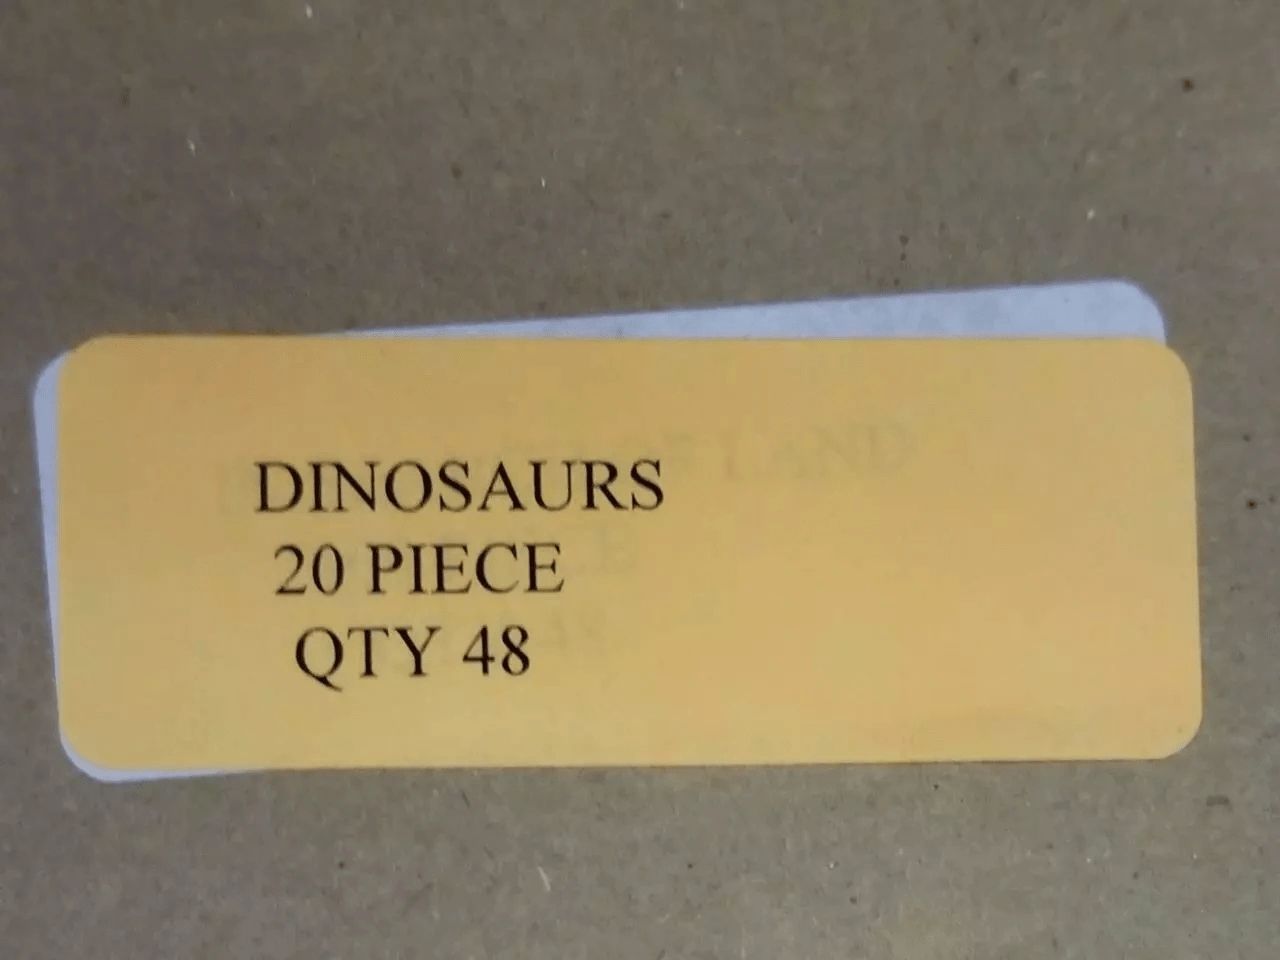 DINOSAURS
20 PIECE
QTY 48